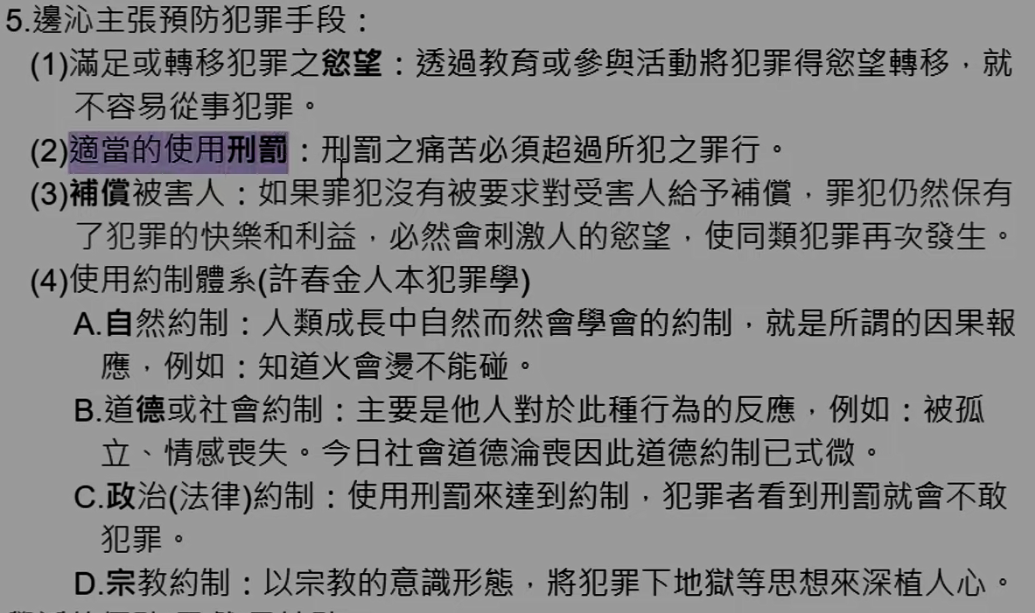 5.邊沁主張預防犯罪手段：
(1)滿足或轉移犯罪之慾望：透過教育或參與活動將犯罪得慾望轉移，就
不容易從事犯罪。
(2)適當的使用刑罰：刑罰之痛苦必須超過所犯之罪行。
(3)補償被害人：如果罪犯沒有被要求對受害人給予補償，罪犯仍然保有
了犯罪的快樂和利益，必然會刺激人的慾望，使同類犯罪再次發生。
(4)使用約制體系(許春金人本犯罪學)
A.自然約制：人類成長中自然而然會學會的約制，就是所謂的因果報
應，例如：知道火會燙不能碰。
B.道德或社會約制：主要是他人對於此種行為的反應，例如：被孤
立、情感喪失。今日社會道德淪喪因此道德約制已式微。
C.政治(法律)約制：使用刑罰來達到約制，犯罪者看到刑罰就會不敢
犯罪。
D.宗教約制：以宗教的意識形態，將犯罪下地獄等思想來深植人心。